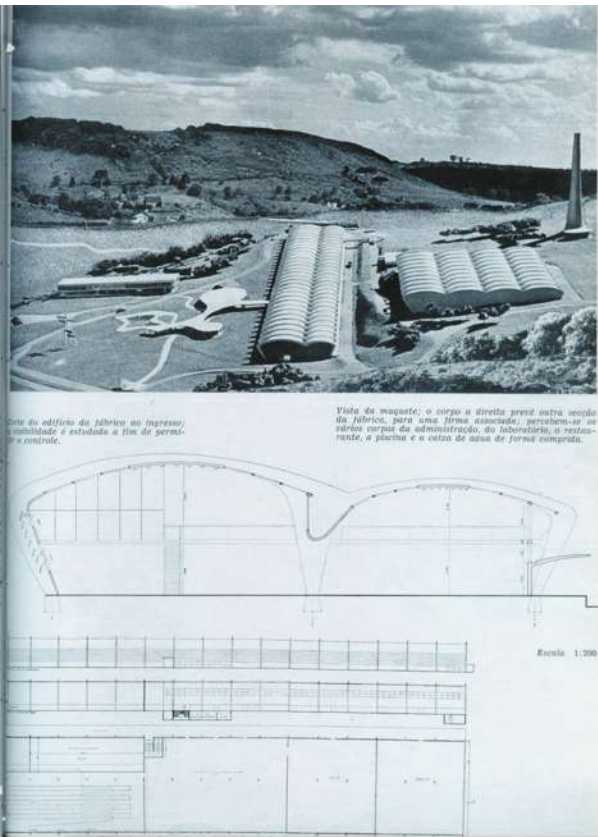 do edifício da fábrica ao ingresso;
visibilidade é estudada a fim de permi-
o controle.
Vista da maquete; o corpo a direita prevê outra secção
da fábrica, para uma firma associada; percebem-se os
vários corpos da administração, do laboratório, o restau-
rante, a piscina e a caixa de água de forma comprida.
Escala 1:200